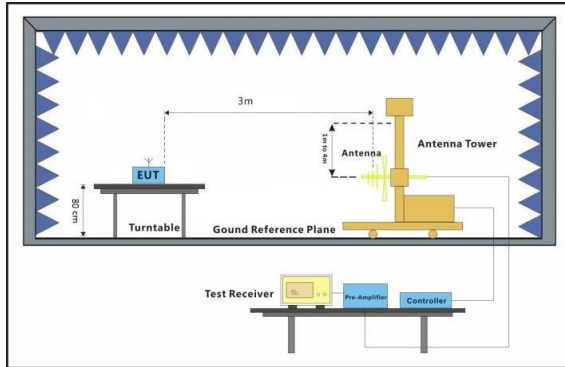 3m
1m to 4m
Antenna
Antenna Tower
EUT
80 cm
Turntable
Gound Reference Plane
Test Receiver
Pre-Amplifier
Controller